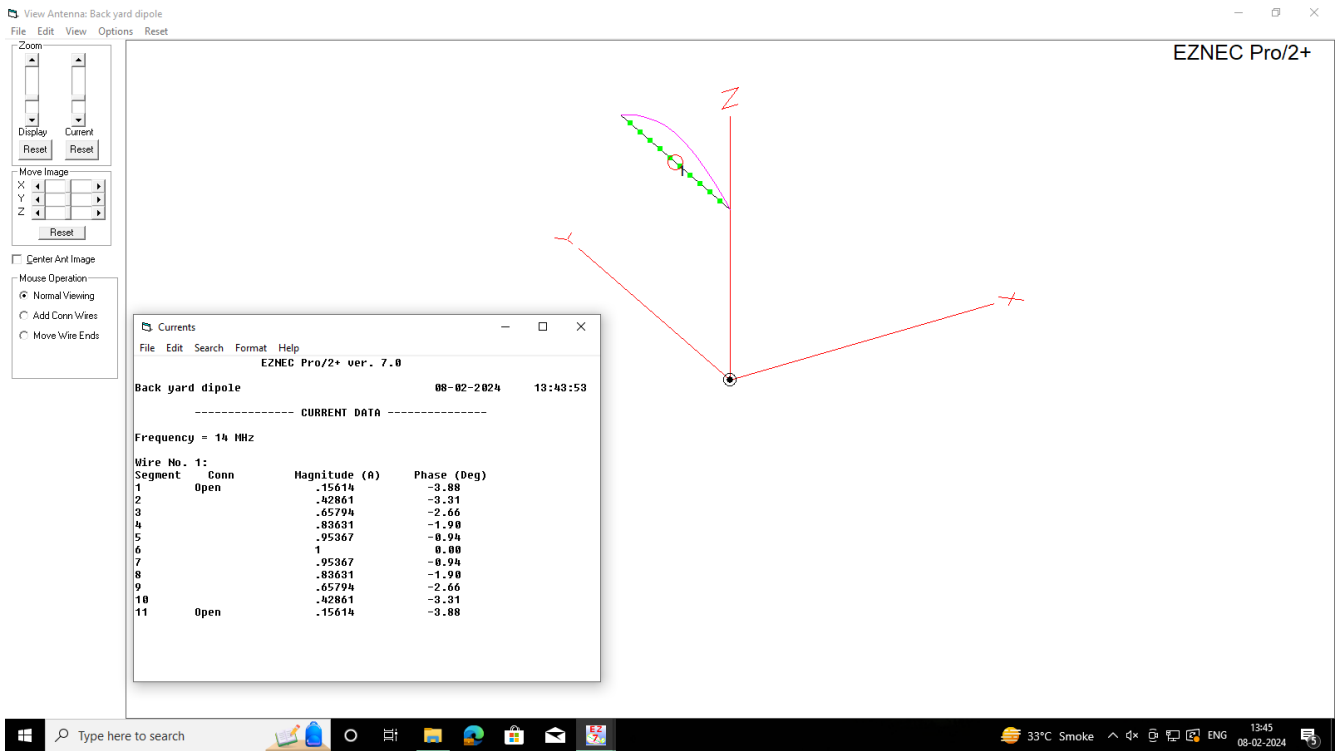 View Antenna: Back yard dipole
File Edit View Options Reset
EZNEC Pro/2+
Zoom
Display Current
Reset Reset
Move Image
X
Y
Z
Reset
Center Ant Image
Mouse Operation
Normal Viewing
Add Conn Wires
Move Wire Ends
Z
1
Y
X
Currents
File Edit Search Format Help
EZNEC Pro/2+ ver. 7.0
Back yard dipole 08-02-2024 13:43:53
--------------- CURRENT DATA ---------------
Frequency = 14 MHz
Wire No. 1:
Segment Conn Magnitude (A) Phase (Deg)
1 Open .15614 -3.88
2 .42861 -3.31
3 .65794 -2.66
4 .83631 -1.90
5 .95367 -0.94
6 1 0.00
7 .95367 -0.94
8 .83631 -1.90
9 .65794 -2.66
10 .42861 -3.31
11 Open .15614 -3.88
Type here to search
EZ
7
33°C Smoke
ENG
13:45
08-02-2024
5